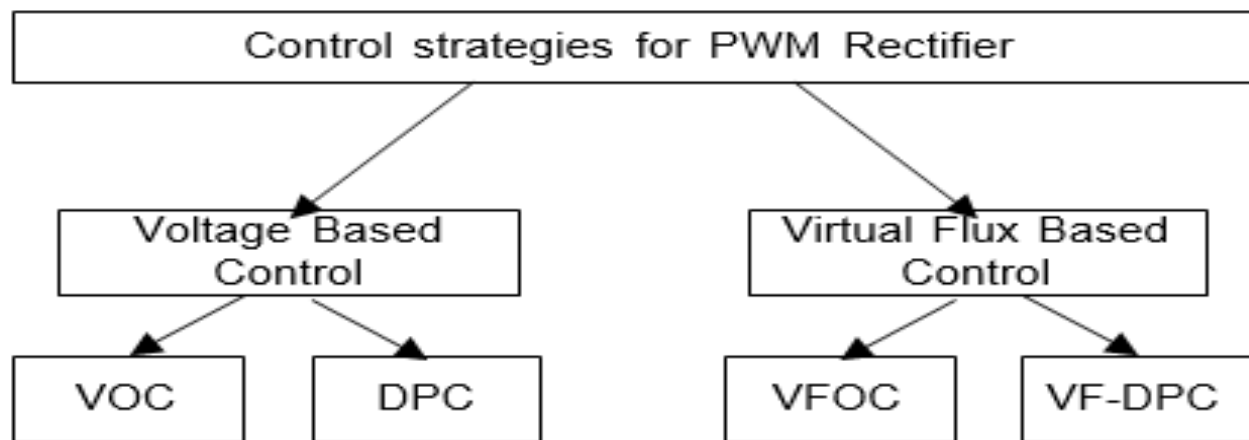 Control strategies for PWM Rectifier
Voltage Based
Control
Virtual Flux Based
Control
VOC
DPC
VFOC
VF-DPC